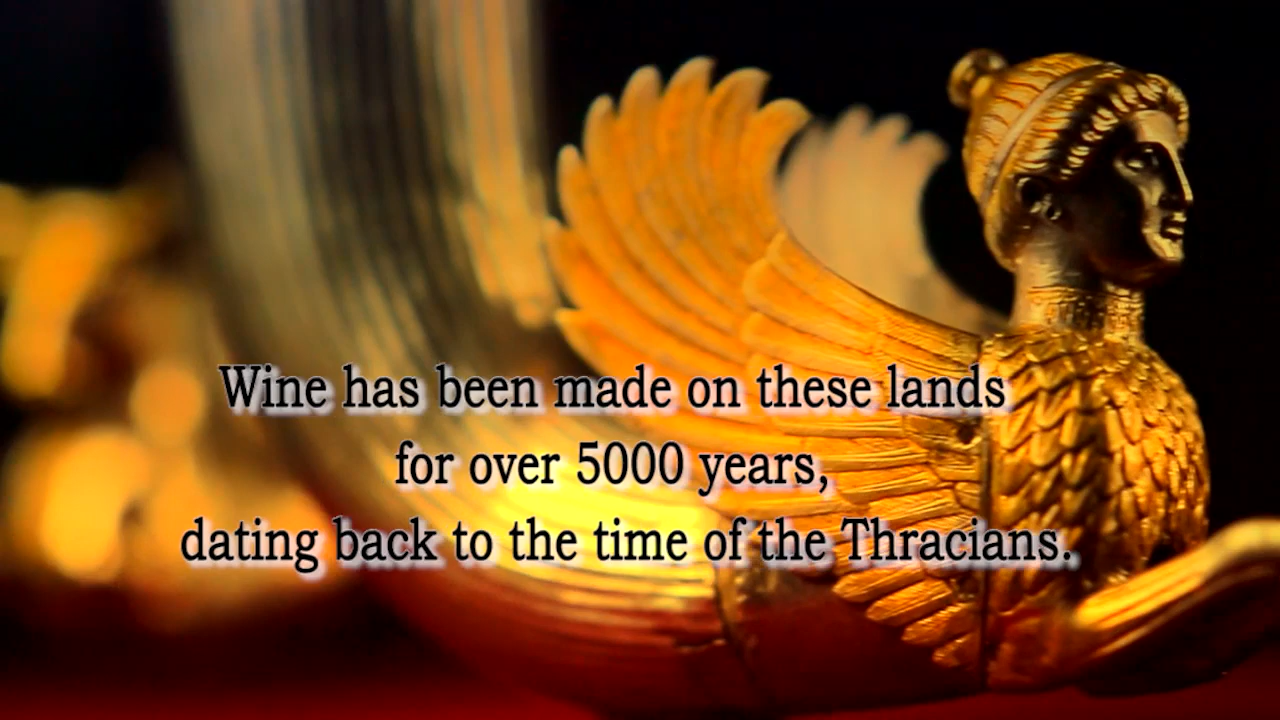 Wine has been made on these lands
for over 5000 years,
dating back to the time of the Thracians.